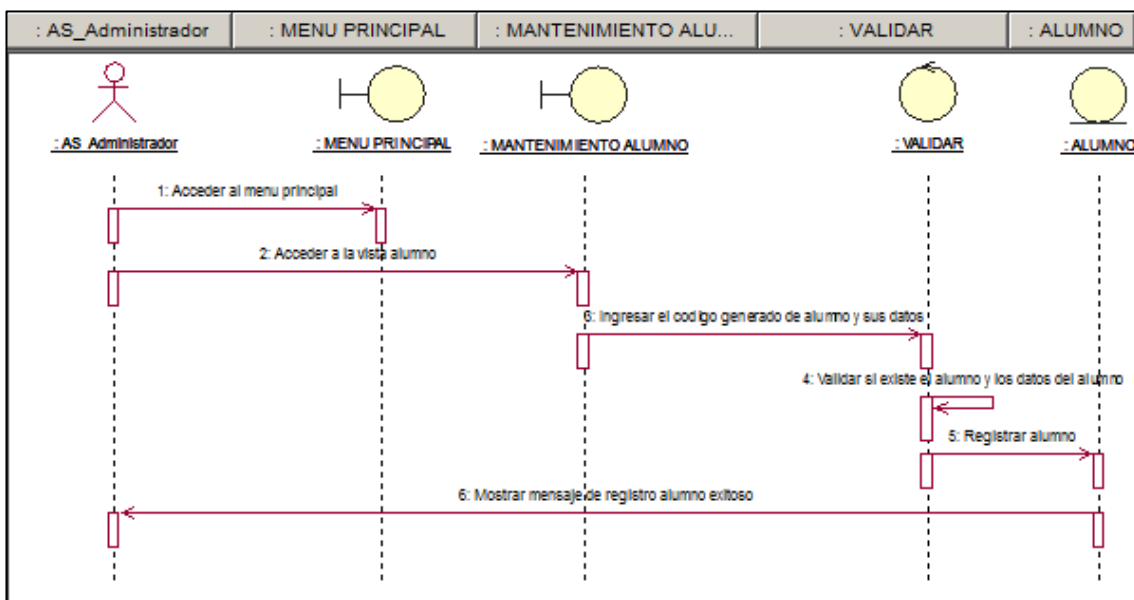 : AS_Administrador : MENU PRINCIPAL : MANTENIMIENTO ALU... : VALIDAR : ALUMNO
: AS_Administrador : MENU PRINCIPAL : MANTENIMIENTO ALUMNO : VALIDAR : ALUMNO
1: Acceder al menu principal
2: Acceder a la vista alumno
6: Ingresar el codigo generado de alumno y sus datos
4: Validar si existe el alumno y los datos del alumno
5: Registrar alumno
6: Mostrar mensaje de registro alumno exitoso